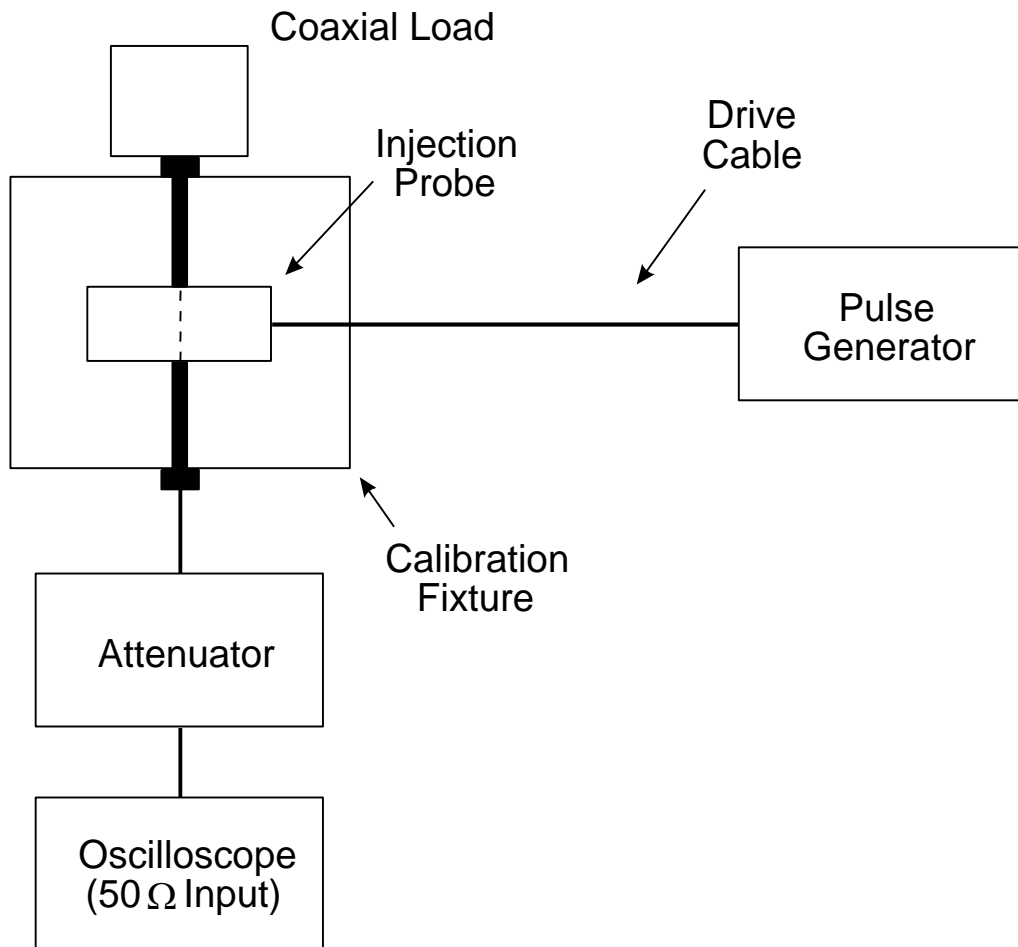 Coaxial Load
Injection
Probe
Drive
Cable
Pulse
Generator
Calibration
Fixture
Attenuator
Oscilloscope
(50 Ω Input)